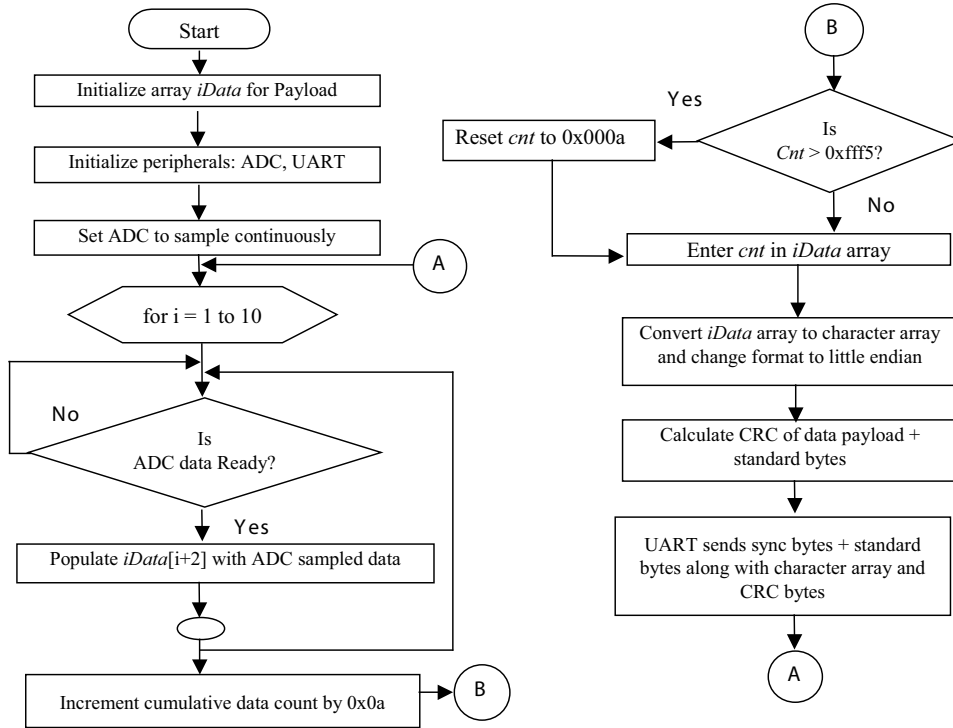 Start
Initialize array iData for Payload
Initialize peripherals: ADC, UART
Set ADC to sample continuously
A
for i = 1 to 10
No
Is
ADC data Ready?
Yes
Populate iData[i+2] with ADC sampled data
Increment cumulative data count by 0x0a
B
B
Yes
Is
Cnt > 0xfff5?
Reset cnt to 0x000a
No
Enter cnt in iData array
Convert iData array to character array
and change format to little endian
Calculate CRC of data payload +
standard bytes
UART sends sync bytes + standard
bytes along with character array and
CRC bytes
A